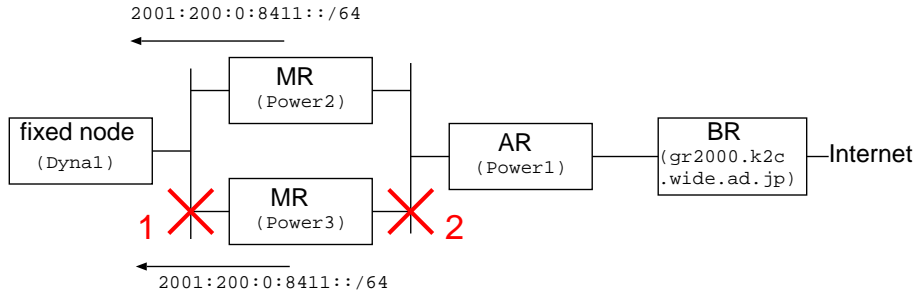 2001:200:0:8411::/64
MR
(Power2)
fixed node
(Dyna1)
AR
(Power1)
BR
(gr2000.k2c
.wide.ad.jp)
Internet
MR
(Power3)
1
2
2001:200:0:8411::/64